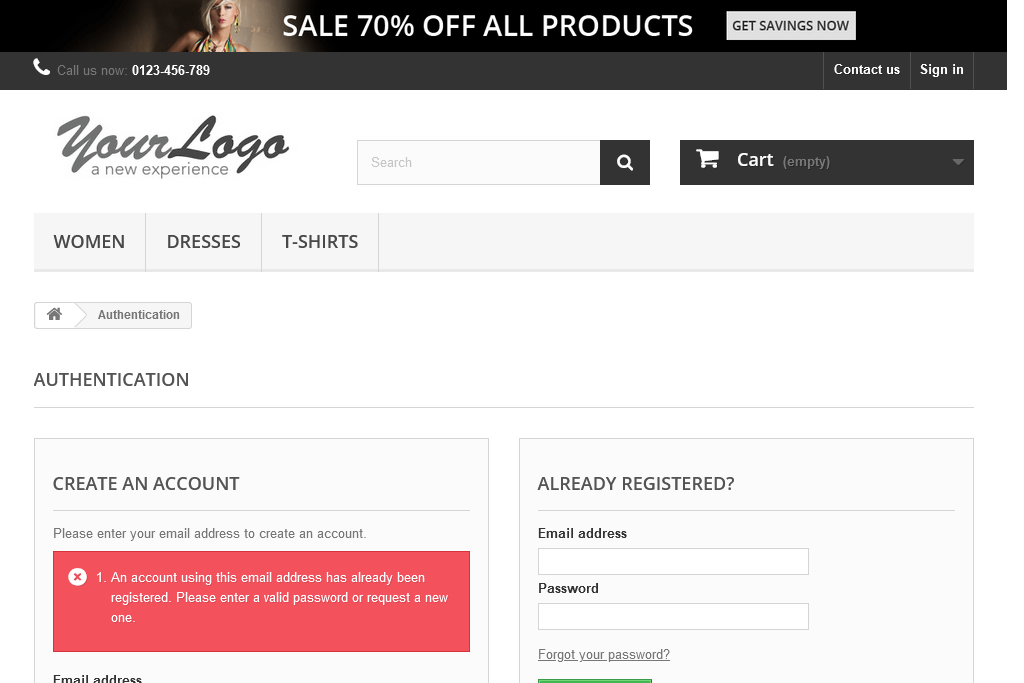 SALE 70% OFF ALL PRODUCTS
GET SAVINGS NOW
Call us now: 0123-456-789
Contact us
Sign in
YourLogo
a new experience
Search
Cart (empty)
WOMEN
DRESSES
T-SHIRTS
Authentication
AUTHENTICATION
CREATE AN ACCOUNT
Please enter your email address to create an account.
1. An account using this email address has already been
registered. Please enter a valid password or request a new
one.
Email address
ALREADY REGISTERED?
Email address
Password
Forgot your password?